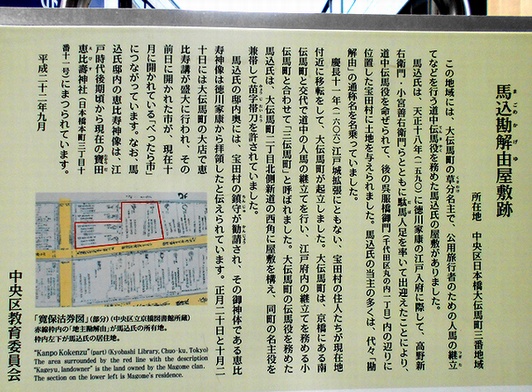 馬込勘解由屋敷跡
所在地 中央区日本橋大伝馬町二番地域
この地域には、大伝馬町の草分名主で、公用旅行者のための人馬の継立
てなどを行う道中伝馬役を務めた馬込氏の屋敷がありました。
馬込氏は、天正十八年(一五九〇)に徳川家康の江戸入府に際して、高野新
右衛門・小宮善右衛門らとともに駄馬人足を率いて出迎えたことにより、
道中伝馬役を命ぜられて、後の呉服橋御門(千代田区丸の内一丁目)の辺りに
位置した宝田村に土地を与えられました。馬込氏の当主の多くは、代々「勘
解由」の通称名を名乗っていました。
慶長十一年(一六〇六)江戸城拡張にともない、宝田村の住人たちが現在地
付近に移転をして、大伝馬町が起立しました。大伝馬町は、京橋にある南
伝馬町と交代で道中の人馬の継立てを行い、江戸府内の継立てを務める小
伝馬町と合わせて「三伝馬町」と呼ばれました。大伝馬町の伝馬役を務めた
馬込氏は、大伝馬町二丁目北側新道の西角に屋敷を構え、同町の名主役を
兼帯して苗字帯刀を許されていました。
馬込氏の邸内奥には、宝田村の鎮守が勧請され、その御神体である恵比
寿神像は徳川家康から拝領したと伝えられています。正月二十日と十月二
十日には大伝馬町の大店で恵
比寿講が盛大に行われ、その
前日に開かれた市が、現在十
月に開かれている「べったら市」
につながっています。なお、馬
込氏邸内の恵比寿神像は、江
戸時代後期頃から現在の寶田
恵比壽神社(日本橋本町三丁目十
番十一号)にまつられています。
平成二十二年九月
中央区教育委員会
「寛保沽券図」(部分)(中央区立京橋図書館所蔵)
赤線枠内の「地主勘解由」が馬込氏の所有地。
枠内左下が馬込氏の居住地。
"Kanpo Kokenzu"(part)(Kyobashi Library, Chuo-ku, Tokyo)
The area surrounded by the red line with the description
"Kageyu, landowner" is the land owned by the Magome clan.
The section on the lower left is Magome's residence.